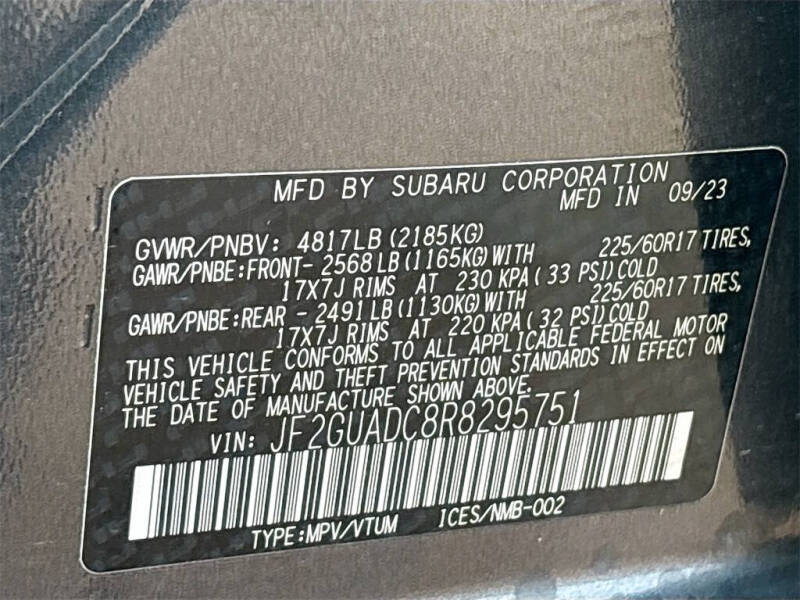 MFD BY SUBARU CORPORATION
MFD IN 09/23
GVWR/PNBV: 4817LB (2185KG)
GAWR/PNBE:FRONT- 2568 LB (1165KG) WITH 225/60R17 TIRES,
17X7J RIMS AT 230 KPA ( 33 PSI) COLD
GAWR/PNBE:REAR - 2491 LB (1130KG) WITH 225/60R17 TIRES,
17X7J RIMS AT 220 KPA ( 32 PSI) COLD
THIS VEHICLE CONFORMS TO ALL APPLICABLE FEDERAL MOTOR
VEHICLE SAFETY AND THEFT PREVENTION STANDARDS IN EFFECT ON
THE DATE OF MANUFACTURE SHOWN ABOVE.
VIN: JF2GUADC8R8295751
TYPE:MPV/VTUM ICES/NMB-002